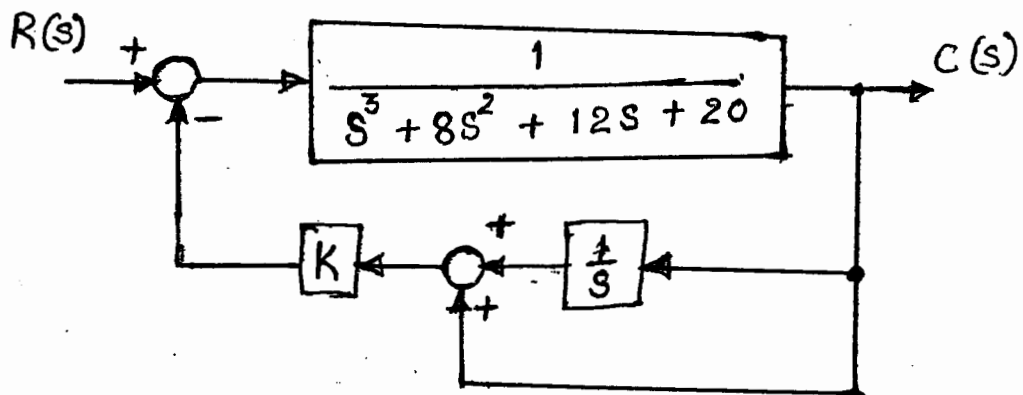 R(s)
+
1
C(s)
−
S³ + 8S² + 12S + 20
K
+
1
S
+